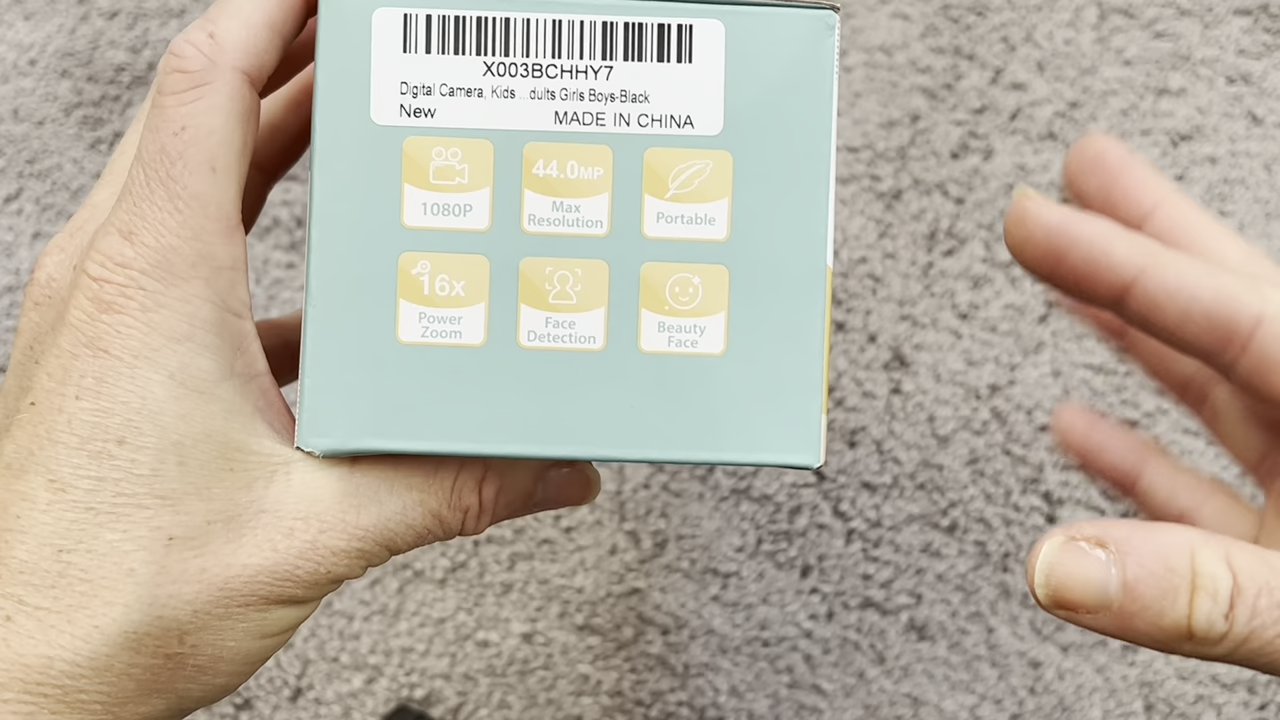 X003BCHHY7
Digital Camera, Kids ...dults Girls Boys-Black
New MADE IN CHINA
1080P
44.0MP
Max
Resolution
Portable
16x
Power
Zoom
Face
Detection
Beauty
Face